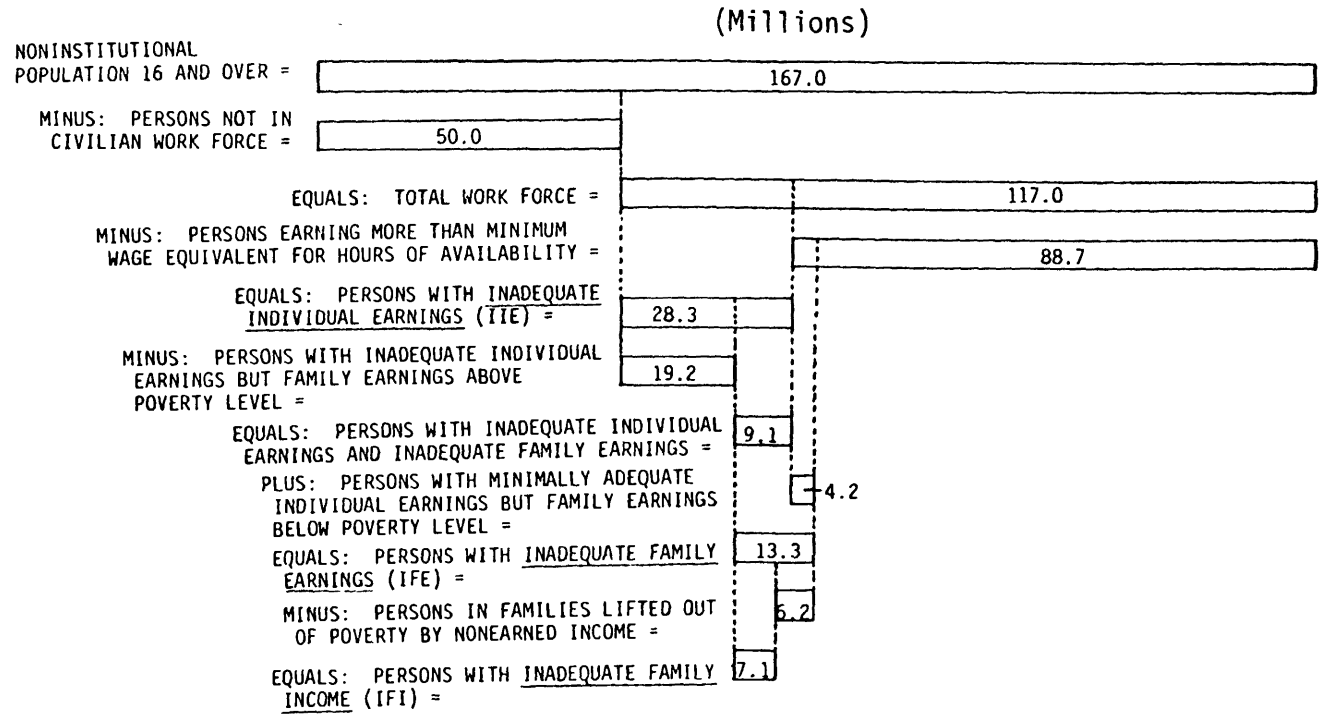 (Millions)
NONINSTITUTIONAL
POPULATION 16 AND OVER =
167.0
MINUS: PERSONS NOT IN
CIVILIAN WORK FORCE =
50.0
EQUALS: TOTAL WORK FORCE =
117.0
MINUS: PERSONS EARNING MORE THAN MINIMUM
WAGE EQUIVALENT FOR HOURS OF AVAILABILITY =
88.7
EQUALS: PERSONS WITH INADEQUATE
INDIVIDUAL EARNINGS (IIE) =
28.3
MINUS: PERSONS WITH INADEQUATE INDIVIDUAL
EARNINGS BUT FAMILY EARNINGS ABOVE
POVERTY LEVEL =
19.2
EQUALS: PERSONS WITH INADEQUATE INDIVIDUAL
EARNINGS AND INADEQUATE FAMILY EARNINGS =
9.1
PLUS: PERSONS WITH MINIMALLY ADEQUATE
INDIVIDUAL EARNINGS BUT FAMILY EARNINGS
BELOW POVERTY LEVEL =
4.2
EQUALS: PERSONS WITH INADEQUATE FAMILY
EARNINGS (IFE) =
13.3
MINUS: PERSONS IN FAMILIES LIFTED OUT
OF POVERTY BY NONEARNED INCOME =
6.2
EQUALS: PERSONS WITH INADEQUATE FAMILY
INCOME (IFI) =
7.1